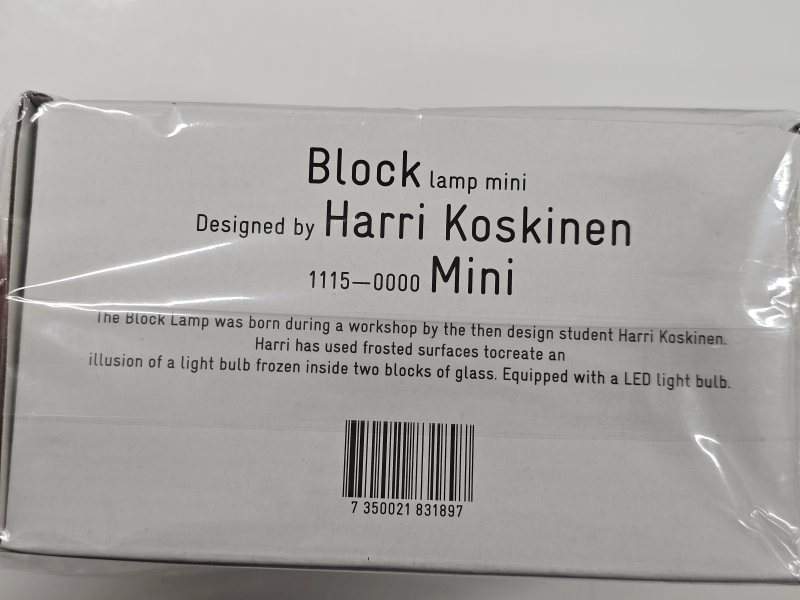 Block lamp mini
Designed by Harri Koskinen
1115—0000 Mini
The Block Lamp was born during a workshop by the then design student Harri Koskinen.
Harri has used frosted surfaces tocreate an
illusion of a light bulb frozen inside two blocks of glass. Equipped with a LED light bulb.
7 350021 831897